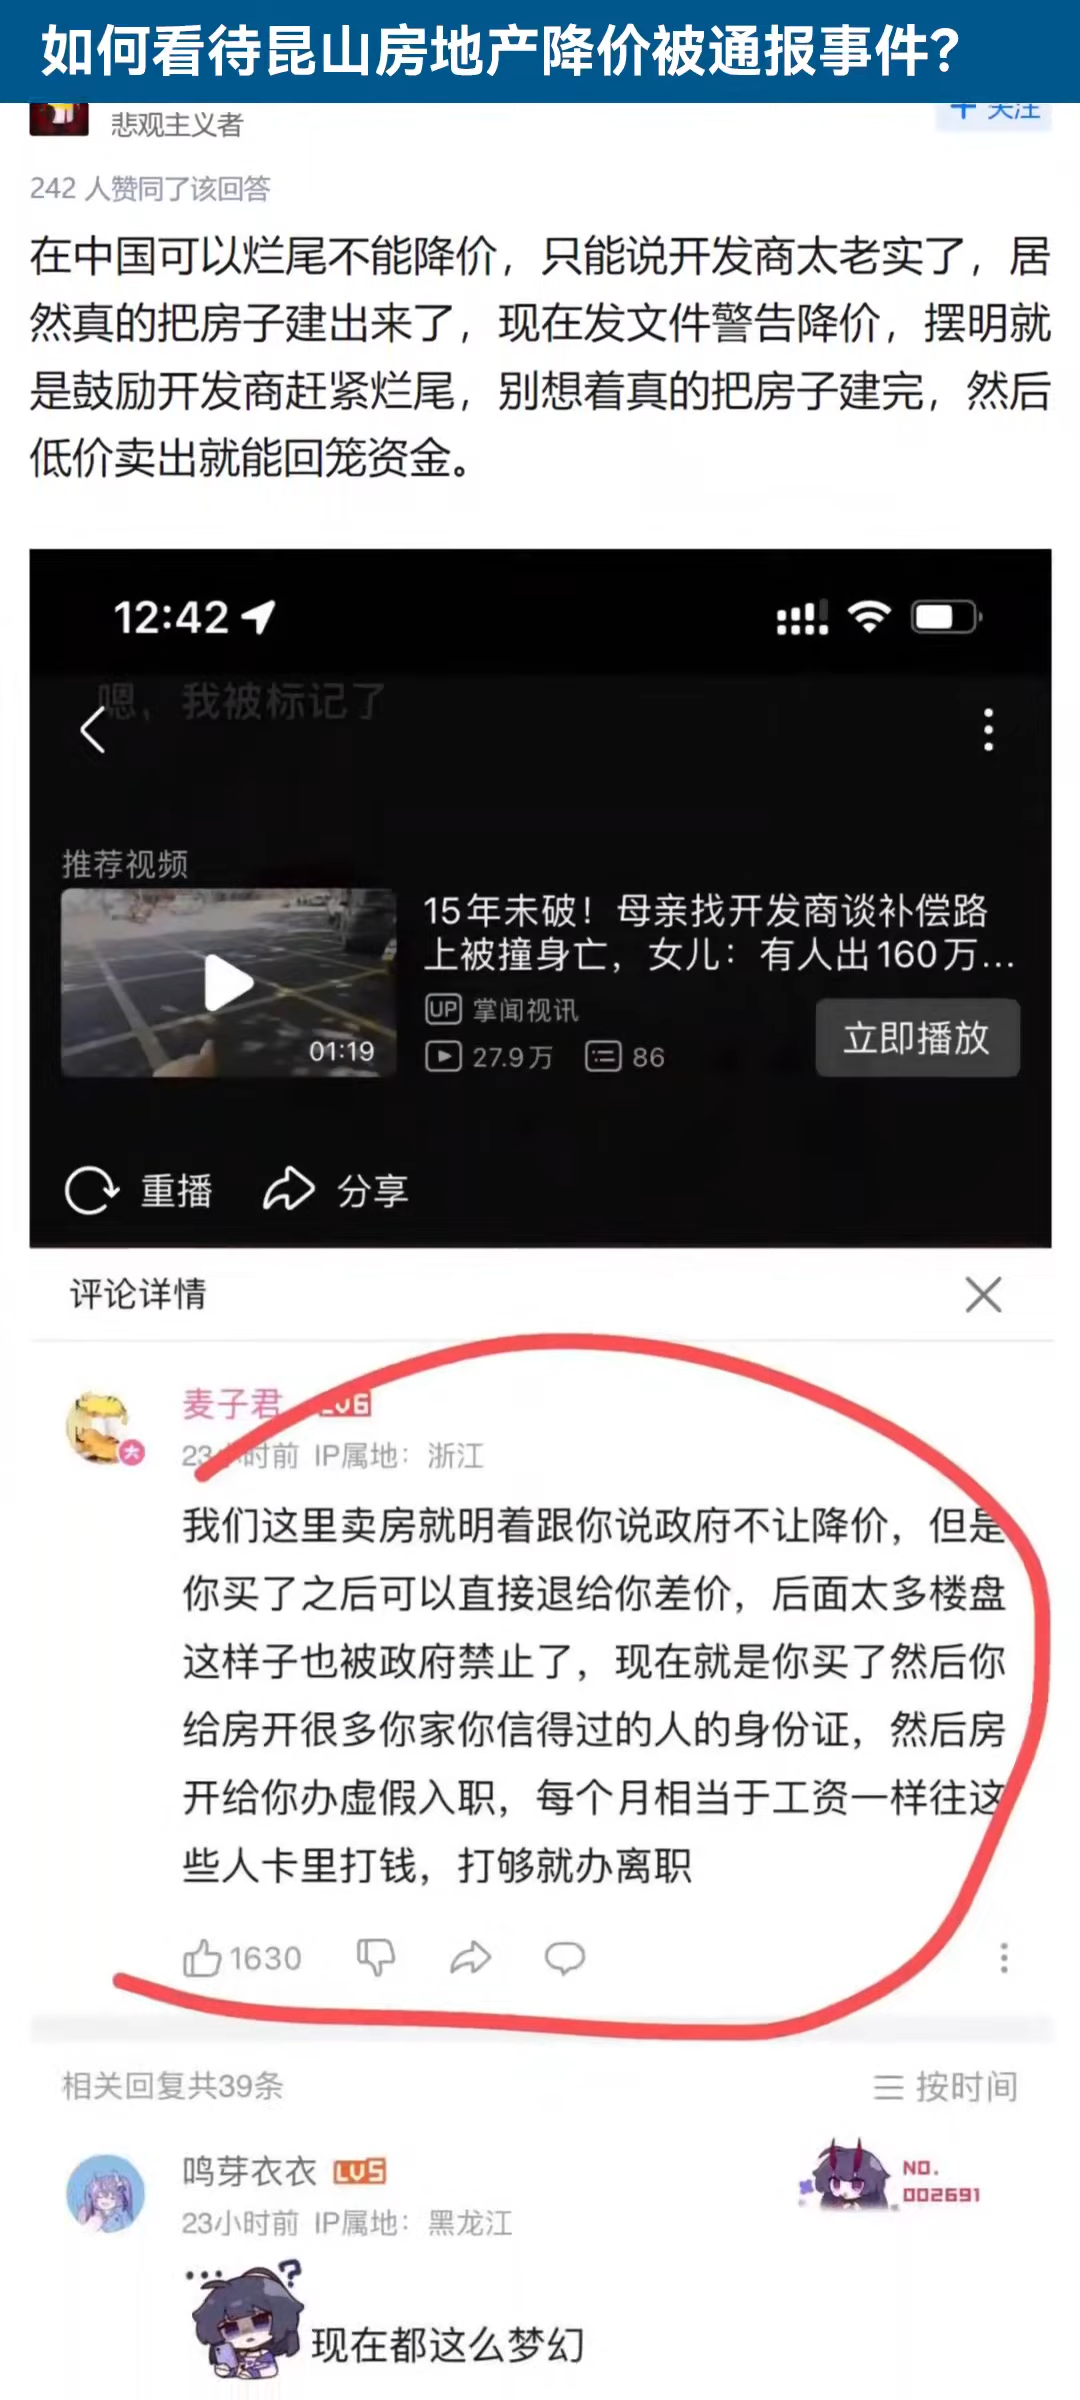 如何看待昆山房地产降价被通报事件?
悲观主义者
关注
242 人赞同了该回答
在中国可以烂尾不能降价，只能说开发商太老实了，居
然真的把房子建出来了，现在发文件警告降价，摆明就
是鼓励开发商赶紧烂尾，别想着真的把房子建完，然后
低价卖出就能回笼资金。
12:42
嗯，我被标记了
推荐视频
15年未破！母亲找开发商谈补偿路
上被撞身亡，女儿：有人出160万...
UP 掌闻视讯
01:19
27.9万 86
立即播放
重播 分享
评论详情
麦子君 LV6
大
23小时前 IP属地：浙江
我们这里卖房就明着跟你说政府不让降价，但是
你买了之后可以直接退给你差价，后面太多楼盘
这样子也被政府禁止了，现在就是你买了然后你
给房开很多你家你信得过的人的身份证，然后房
开给你办虚假入职，每个月相当于工资一样往这
些人卡里打钱，打够就办离职
1630
相关回复共39条 按时间
鸣芽衣衣 LV5
NO.
002691
23小时前 IP属地：黑龙江
...?
现在都这么梦幻